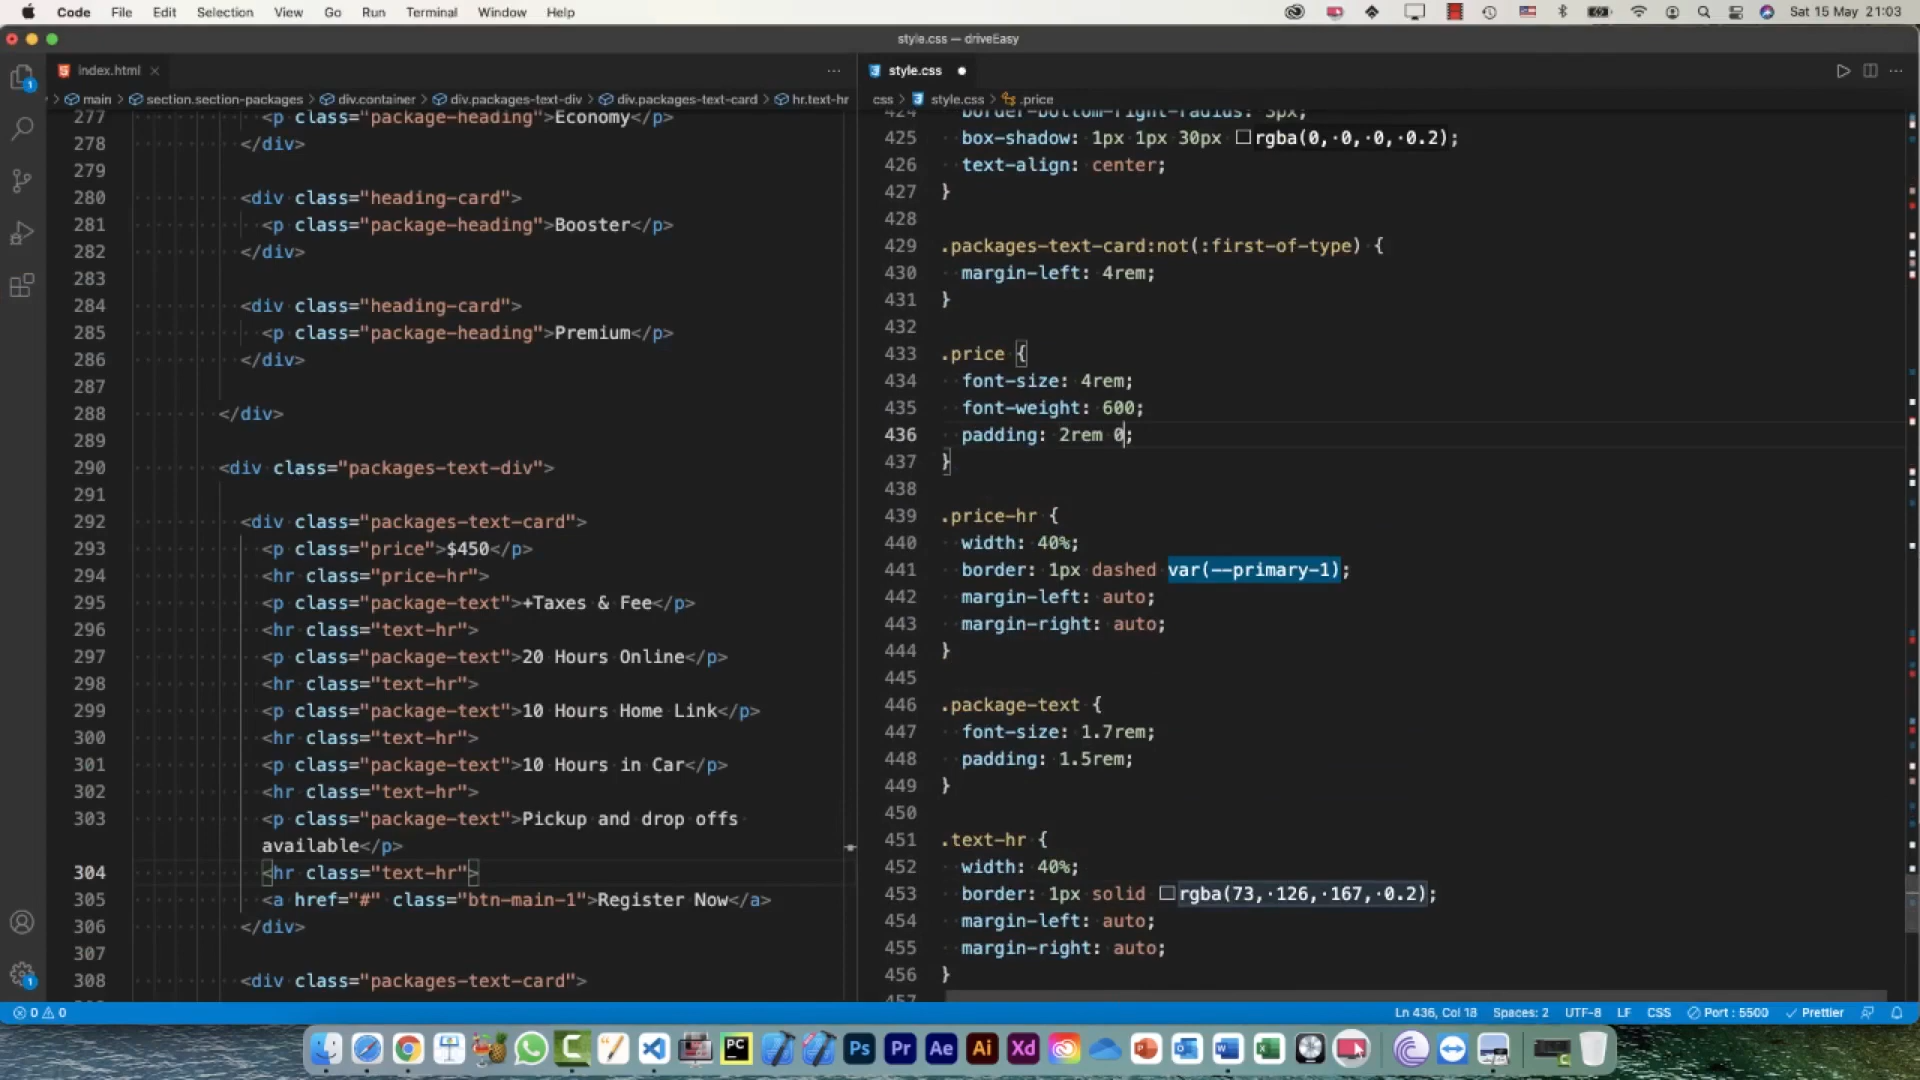 Code File Edit Selection View Go Run Terminal Window Help
Sat 15 May 21:03
style.css — driveEasy
index.html
main > section.section-packages > div.container > div.packages-text-div > div.packages-text-card > hr.text-hr
277 <p class="package-heading">Economy</p>
278 </div>
279
280 <div class="heading-card">
281 <p class="package-heading">Booster</p>
282 </div>
283
284 <div class="heading-card">
285 <p class="package-heading">Premium</p>
286 </div>
287
288 </div>
289
290 <div class="packages-text-div">
291
292 <div class="packages-text-card">
293 <p class="price">$450</p>
294 <hr class="price-hr">
295 <p class="package-text">+Taxes & Fee</p>
296 <hr class="text-hr">
297 <p class="package-text">20 Hours Online</p>
298 <hr class="text-hr">
299 <p class="package-text">10 Hours Home Link</p>
300 <hr class="text-hr">
301 <p class="package-text">10 Hours in Car</p>
302 <hr class="text-hr">
303 <p class="package-text">Pickup and drop offs
available</p>
304 <hr class="text-hr">
305 <a href="#" class="btn-main-1">Register Now</a>
306 </div>
307
308 <div class="packages-text-card">
style.css
css > style.css > .price
424 border-bottom-right-radius: 3px;
425 box-shadow: 1px 1px 30px rgba(0, 0, 0, 0.2);
426 text-align: center;
427 }
428
429 .packages-text-card:not(:first-of-type) {
430 margin-left: 4rem;
431 }
432
433 .price {
434 font-size: 4rem;
435 font-weight: 600;
436 padding: 2rem 0;
437 }
438
439 .price-hr {
440 width: 40%;
441 border: 1px dashed var(--primary-1);
442 margin-left: auto;
443 margin-right: auto;
444 }
445
446 .package-text {
447 font-size: 1.7rem;
448 padding: 1.5rem;
449 }
450
451 .text-hr {
452 width: 40%;
453 border: 1px solid rgba(73, 126, 167, 0.2);
454 margin-left: auto;
455 margin-right: auto;
456 }
457
0 0 Ln 436, Col 18 Spaces: 2 UTF-8 LF CSS Port : 5500 Prettier
PC Ps Pr Ae Ai Xd